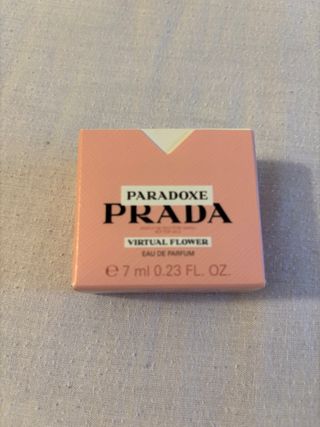 PARADOXE
PRADA
VIRTUAL FLOWER
EAU DE PARFUM
℮ 7 ml 0.23 FL. OZ.